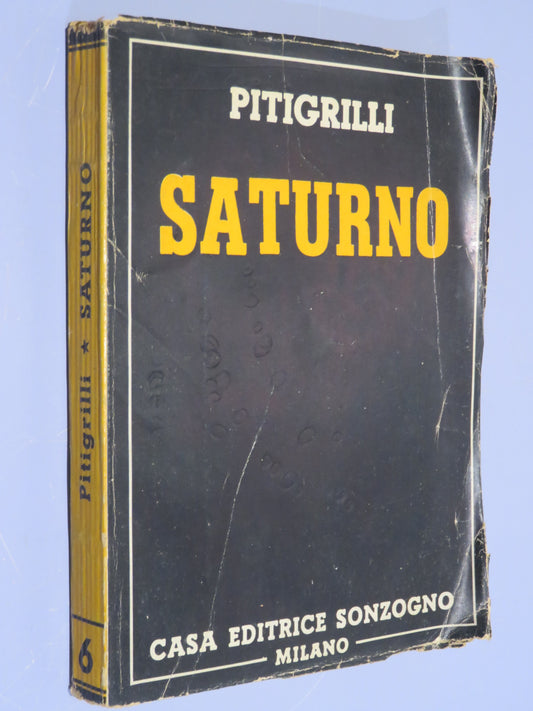 PITIGRILLI
SATURNO
CASA EDITRICE SONZOGNO
MILANO
Pitigrilli ★ SATURNO
6